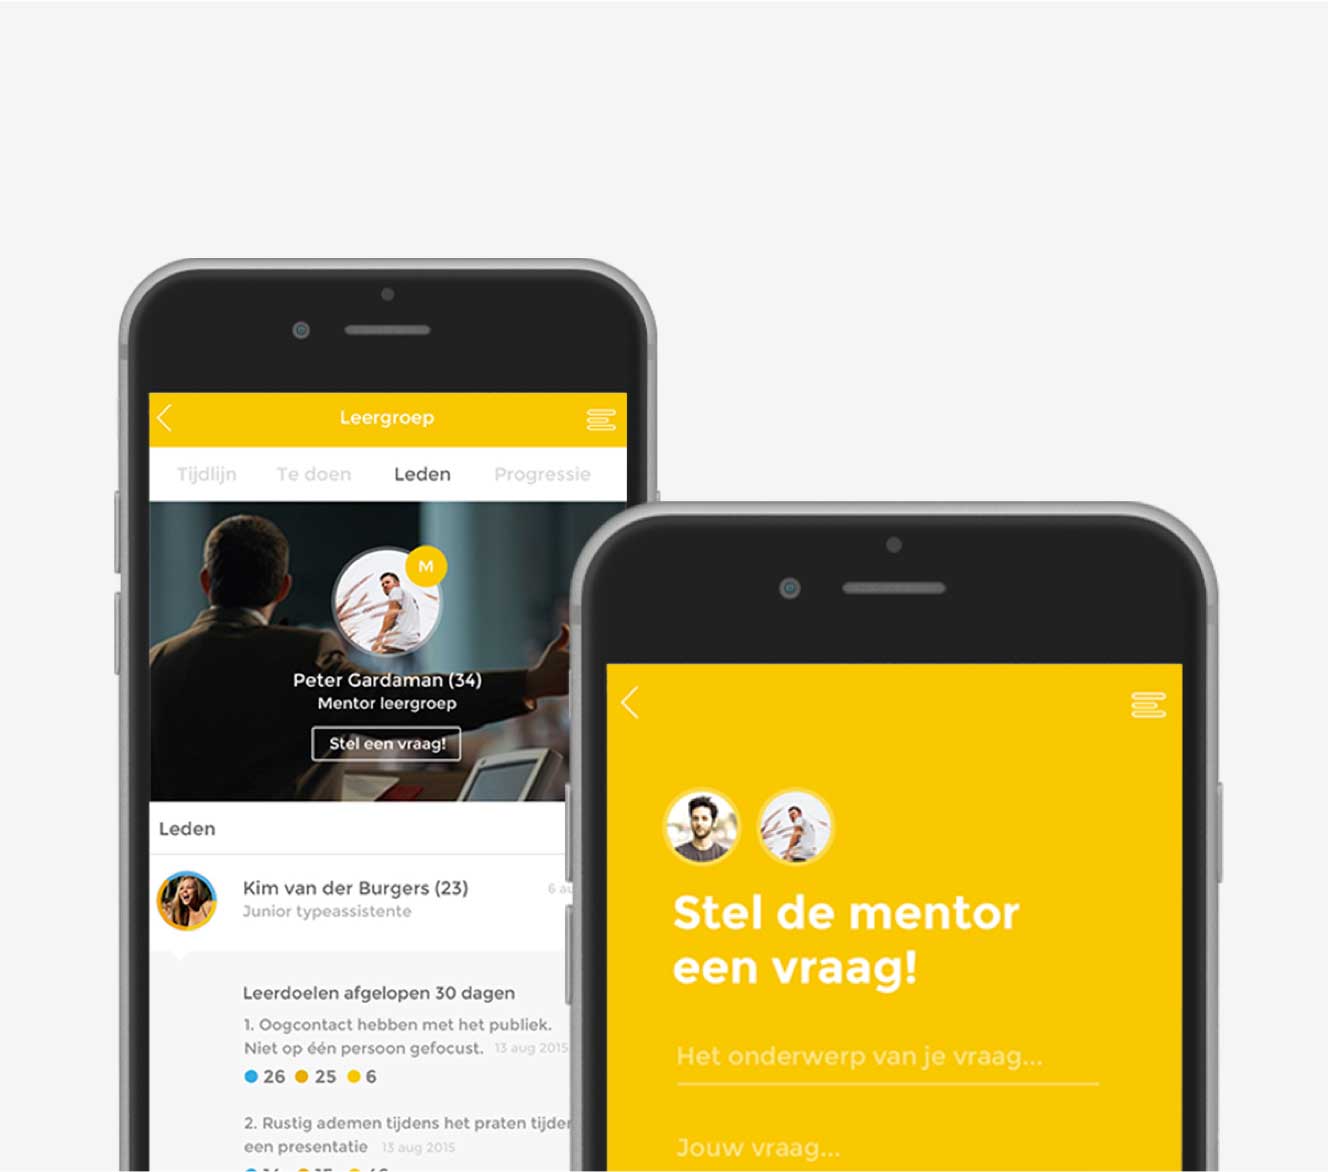 Leergroep
Tijdlijn Te doen Leden Progressie
M
Peter Gardaman (34)
Mentor leergroep
Stel een vraag!
Leden
Kim van der Burgers (23) 6
Junior typeassistente
Leerdoelen afgelopen 30 dagen
1. Oogcontact hebben met het publiek.
Niet op één persoon gefocust. 13 aug 2015
26 25 6
2. Rustig ademen tijdens het praten
een presentatie 13 aug 2015
Stel de mentor
een vraag!
Het onderwerp van je vraag...
Jouw vraag...